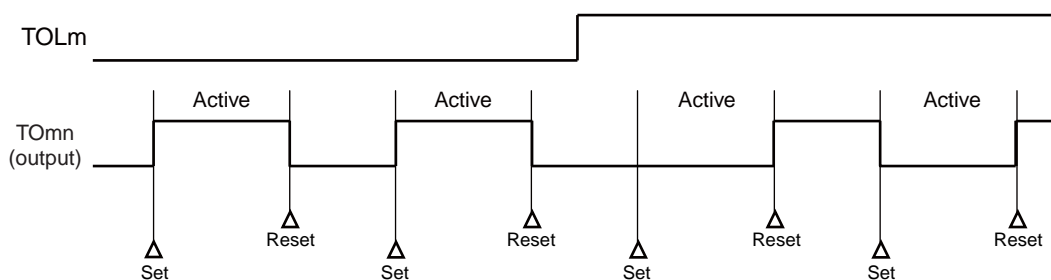 TOLm
Active Active Active Active
TOmn
(output)
Reset Reset Reset Reset
Set Set Set Set